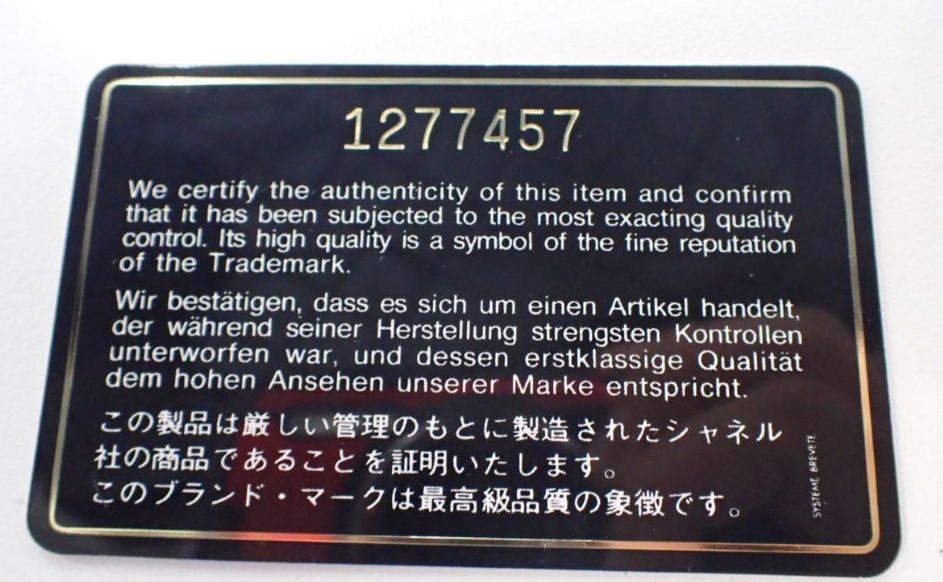 1277457
We certify the authenticity of this item and confirm
that it has been subjected to the most exacting quality
control. Its high quality is a symbol of the fine reputation
of the Trademark.
Wir bestätigen, dass es sich um einen Artikel handelt,
der während seiner Herstellung strengsten Kontrollen
unterworfen war, und dessen erstklassige Qualität
dem hohen Ansehen unserer Marke entspricht.
この製品は厳しい管理のもとに製造されたシャネル
社の商品であることを証明いたします。
このブランド・マークは最高級品質の象徴です。
SYSTEME BREVETE